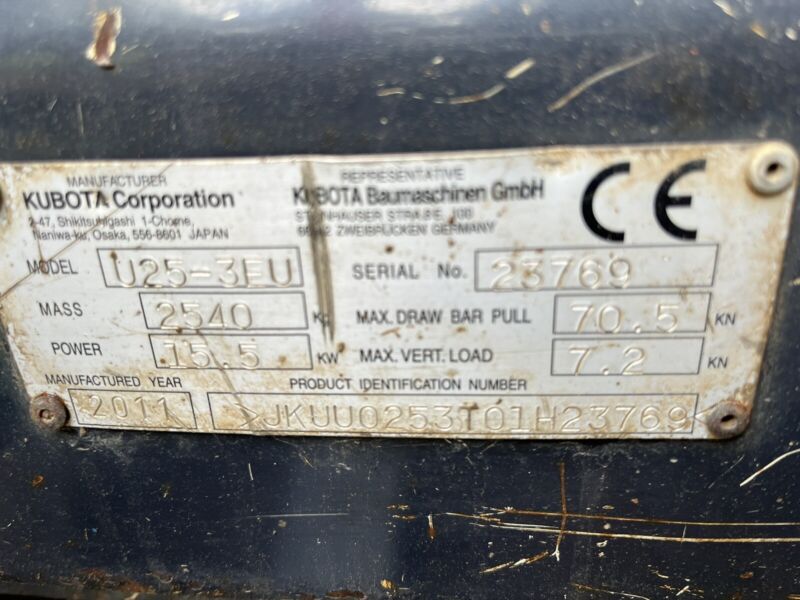 MANUFACTURER
KUBOTA Corporation
2-47, Shikitsuhigashi 1-Chome,
Naniwa-ku, Osaka, 556-8601 JAPAN
REPRESENTATIVE
KUBOTA Baumaschinen GmbH
STEINHAUSER STRAßE 100
66482 ZWEIBRÜCKEN GERMANY
CE
MODEL U25-3EU SERIAL No. 23769
MASS 2540 KG MAX. DRAW BAR PULL 70.5 KN
POWER 15.5 KW MAX. VERT. LOAD 7.2 KN
MANUFACTURED YEAR PRODUCT IDENTIFICATION NUMBER
2011 >JKUU0253T01H23769<